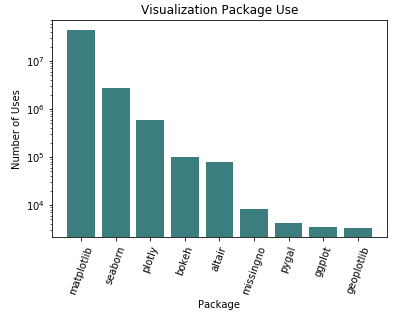 Visualization Package Use
Number of Uses
10⁷
10⁶
10⁵
10⁴
matplotlib
seaborn
plotly
bokeh
altair
missingno
pygal
ggplot
geoplotlib
Package